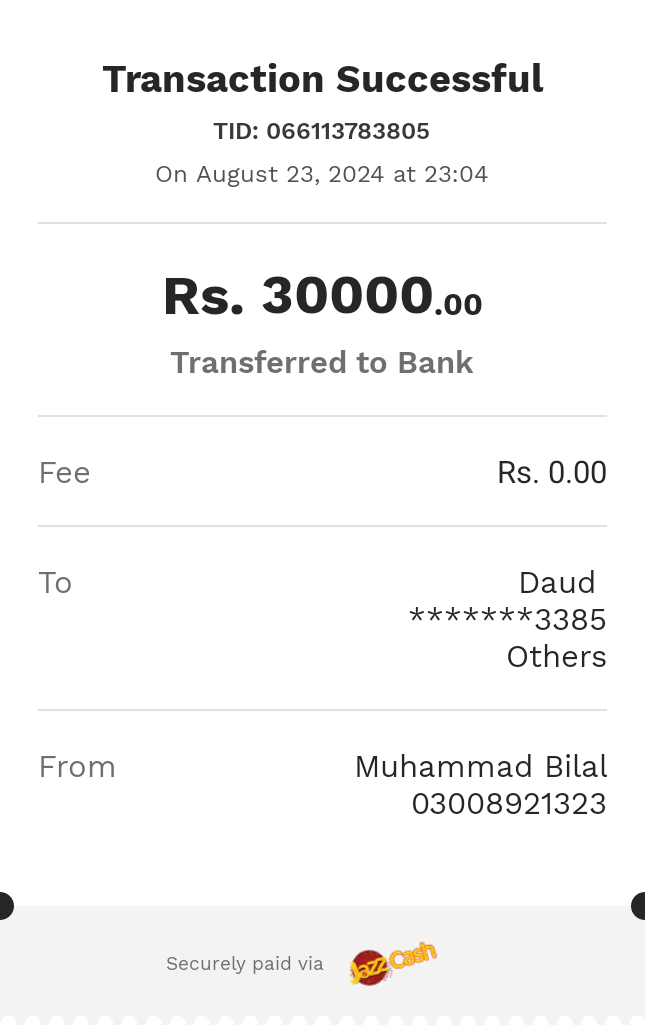 Transaction Successful
TID: 066113783805
On August 23, 2024 at 23:04
Rs. 30000.00
Transferred to Bank
Fee Rs. 0.00
To Daud
*******3385
Others
From Muhammad Bilal
03008921323
Securely paid via JazzCash